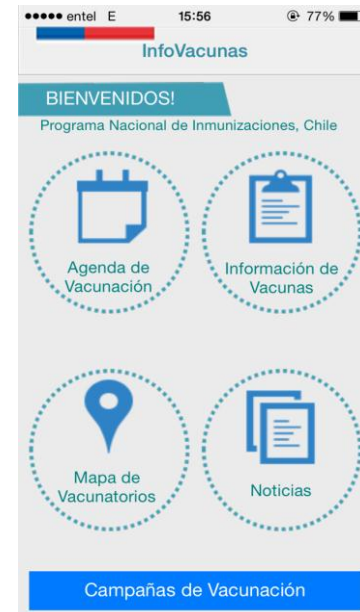 entel E 15:56 77%
InfoVacunas
BIENVENIDOS!
Programa Nacional de Inmunizaciones, Chile
Agenda de
Vacunación
Información de
Vacunas
Mapa de
Vacunatorios
Noticias
Campañas de Vacunación